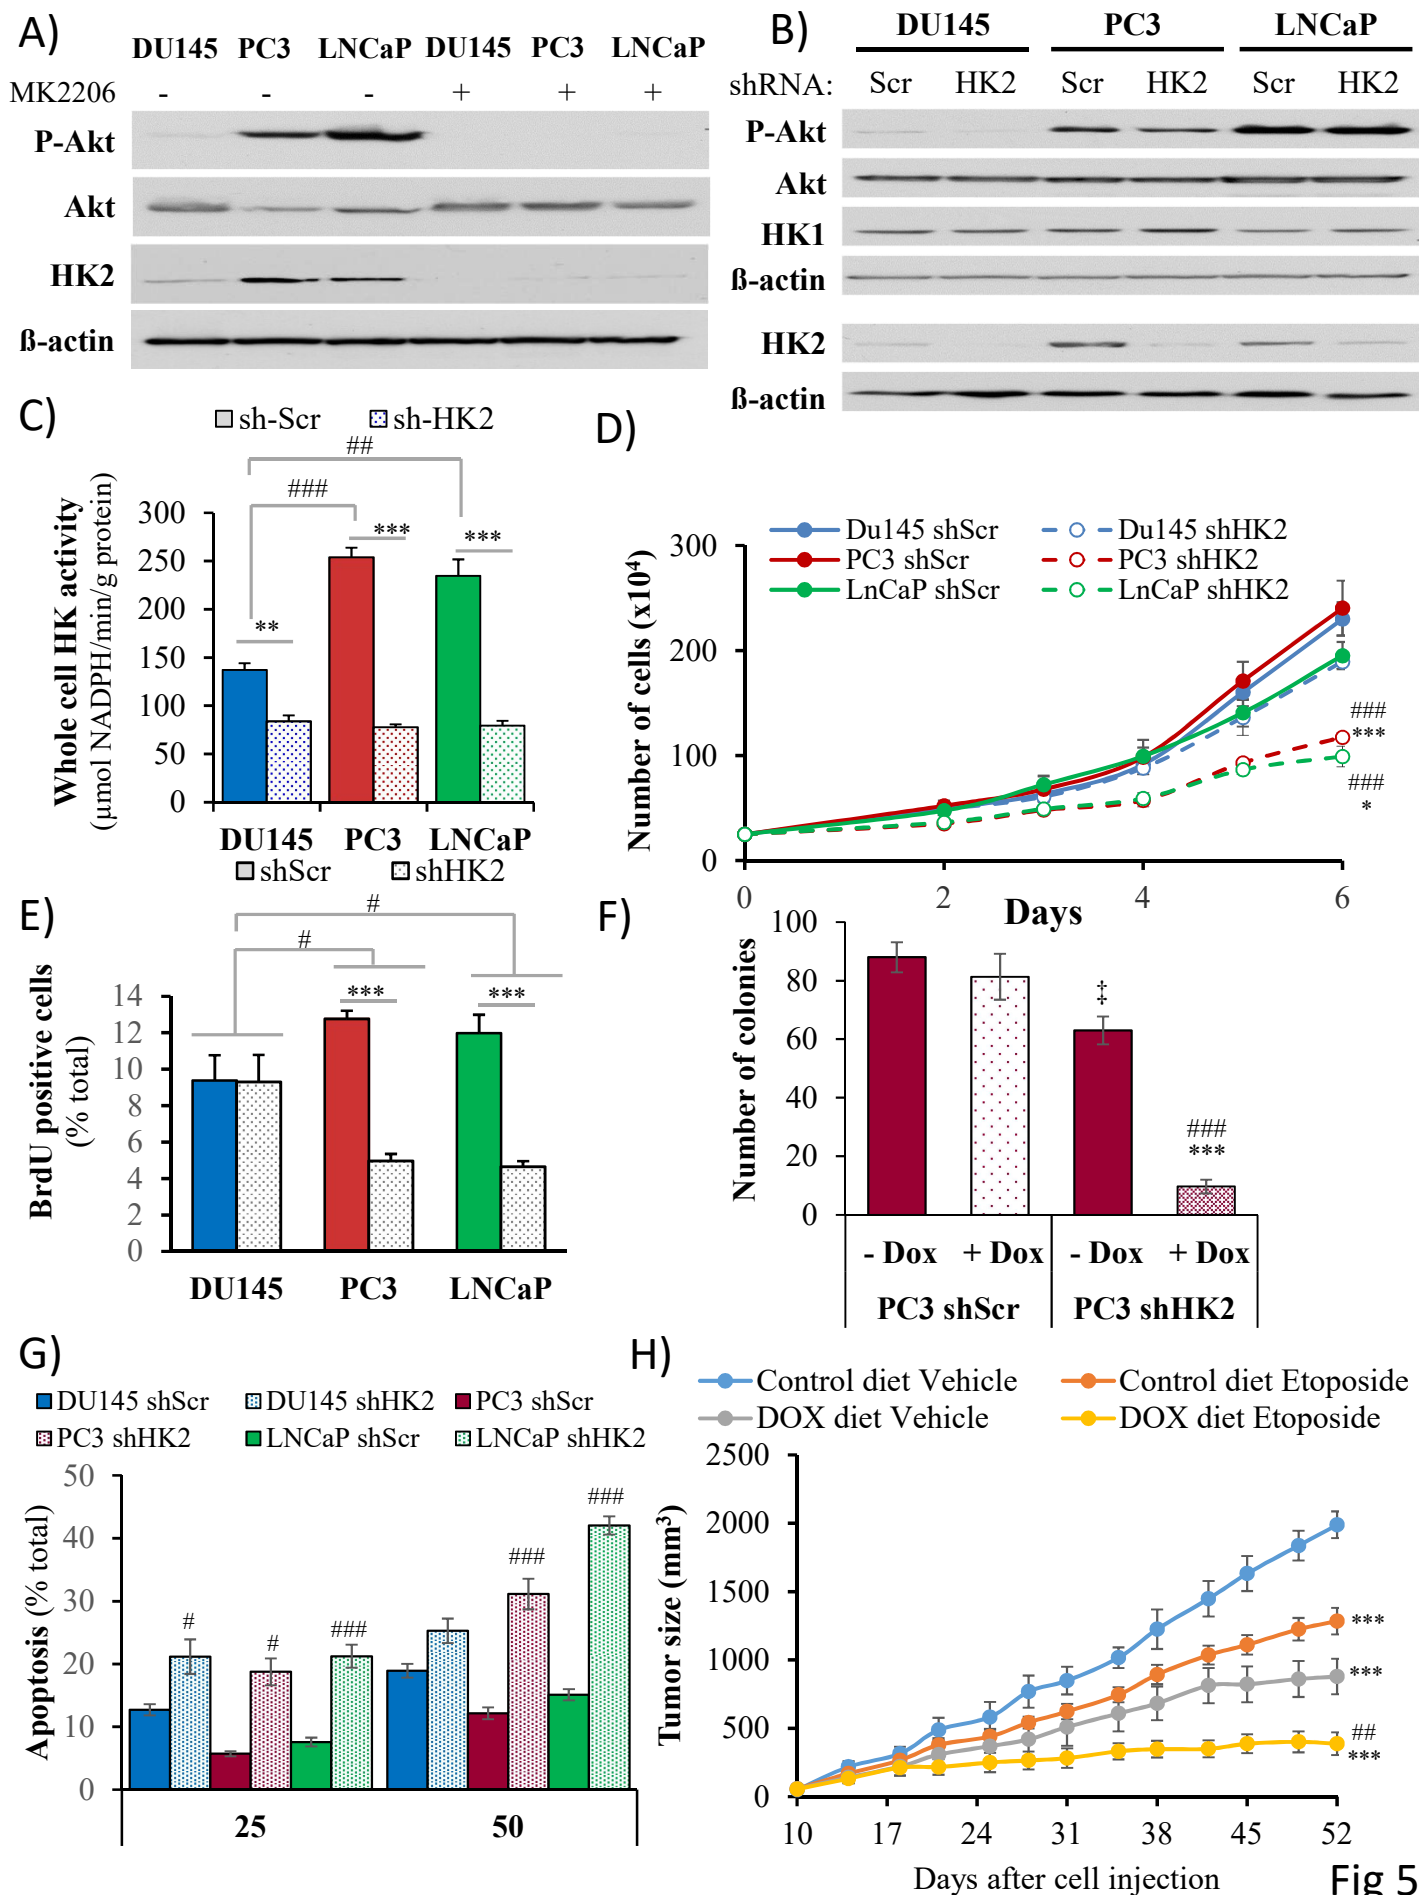 A)
DU145 PC3 LNCaP DU145 PC3 LNCaP
MK2206 - - - + + +
P-Akt
Akt
HK2
ß-actin
B)
DU145 PC3 LNCaP
shRNA: Scr HK2 Scr HK2 Scr HK2
P-Akt
Akt
HK1
ß-actin
HK2
ß-actin
C)
sh-Scr sh-HK2
##
###
*** ***
**
Whole cell HK activity
(µmol NADPH/min/g protein)
300
250
200
150
100
50
0
DU145 PC3 LNCaP
D)
Du145 shScr Du145 shHK2
PC3 shScr PC3 shHK2
LnCaP shScr LnCaP shHK2
Number of cells (x10⁴)
300
200
100
0
###
***
###
*
0 2 4 6
Days
E)
shScr shHK2
#
#
*** ***
BrdU positive cells
(% total)
14
12
10
8
6
4
2
0
DU145 PC3 LNCaP
F)
Number of colonies
100
80
60
40
20
0
‡
###
***
- Dox + Dox - Dox + Dox
PC3 shScr PC3 shHK2
G)
DU145 shScr DU145 shHK2 PC3 shScr
PC3 shHK2 LNCaP shScr LNCaP shHK2
Apoptosis (% total)
50
40
30
20
10
0
# # ### ### ###
25 50
H)
Control diet Vehicle Control diet Etoposide
DOX diet Vehicle DOX diet Etoposide
Tumor size (mm³)
2500
2000
1500
1000
500
0
***
***
##
***
10 17 24 31 38 45 52
Days after cell injection
Fig 5